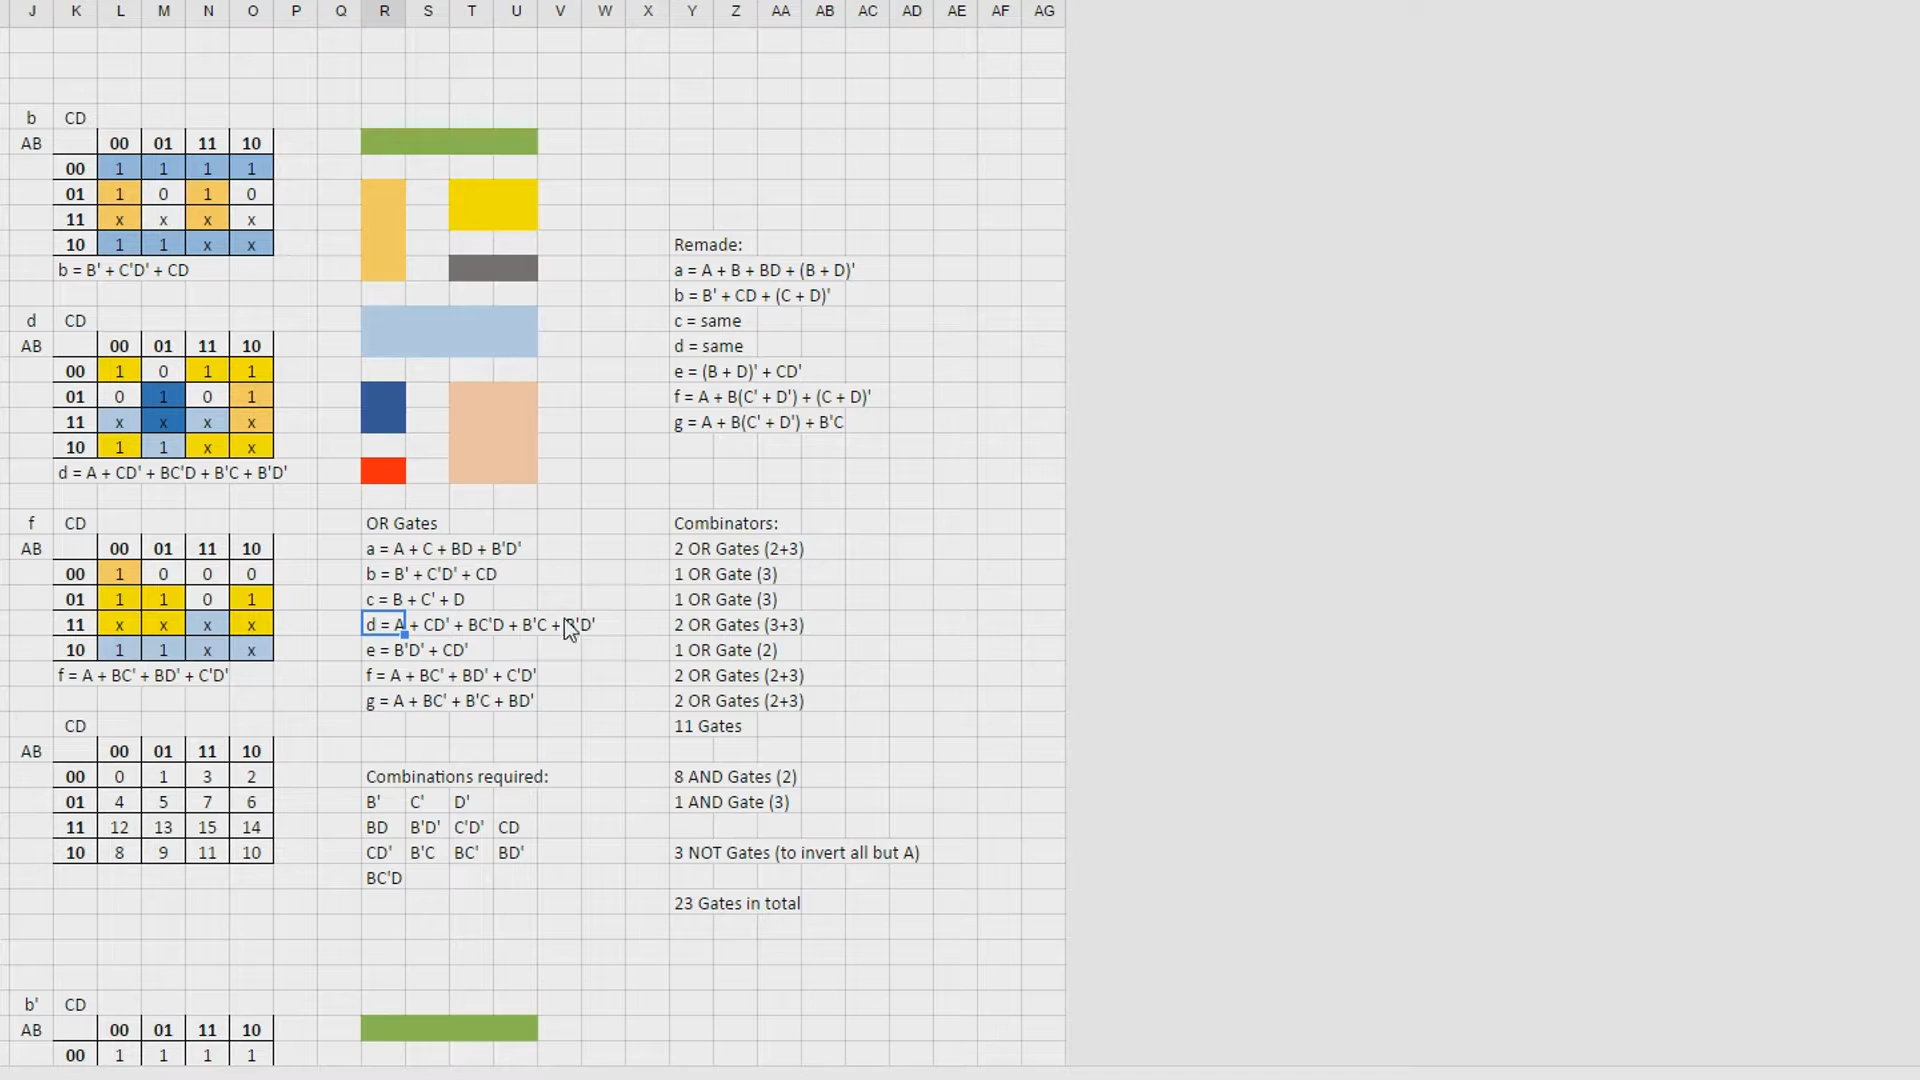 J K L M N O P Q R S T U V W X Y Z AA AB AC AD AE AF AG
b CD
AB 00 01 11 10
00 1 1 1 1
01 1 0 1 0
11 x x x x
10 1 1 x x
b = B' + C'D' + CD
d CD
AB 00 01 11 10
00 1 0 1 1
01 0 1 0 1
11 x x x x
10 1 1 x x
d = A + CD' + BC'D + B'C + B'D'
f CD
AB 00 01 11 10
00 1 0 0 0
01 1 1 0 1
11 x x x x
10 1 1 x x
f = A + BC' + BD' + C'D'
CD
AB 00 01 11 10
00 0 1 3 2
01 4 5 7 6
11 12 13 15 14
10 8 9 11 10
Remade:
a = A + B + BD + (B + D)'
b = B' + CD + (C + D)'
c = same
d = same
e = (B + D)' + CD'
f = A + B(C' + D') + (C + D)'
g = A + B(C' + D') + B'C
OR Gates
a = A + C + BD + B'D'
b = B' + C'D' + CD
c = B + C' + D
d = A + CD' + BC'D + B'C + B'D'
e = B'D' + CD'
f = A + BC' + BD' + C'D'
g = A + BC' + B'C + BD'
Combinators:
2 OR Gates (2+3)
1 OR Gate (3)
1 OR Gate (3)
2 OR Gates (3+3)
1 OR Gate (2)
2 OR Gates (2+3)
2 OR Gates (2+3)
11 Gates
Combinations required:
B' C' D'
BD B'D' C'D' CD
CD' B'C BC' BD'
BC'D
8 AND Gates (2)
1 AND Gate (3)
3 NOT Gates (to invert all but A)
23 Gates in total
b' CD
AB 00 01 11 10
00 1 1 1 1